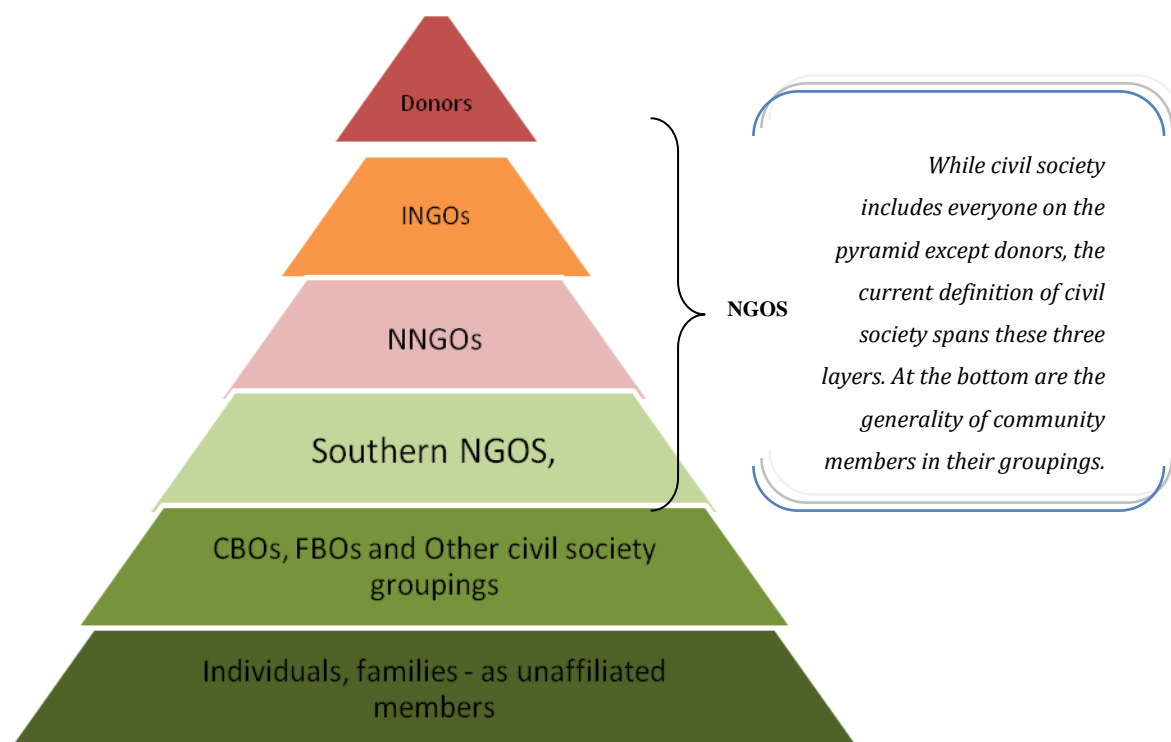 Donors
INGOs
NNGOs
Southern NGOS,
CBOs, FBOs and Other civil society
groupings
Individuals, families - as unaffiliated
members
NGOS
While civil society
includes everyone on the
pyramid except donors, the
current definition of civil
society spans these three
layers. At the bottom are the
generality of community
members in their groupings.